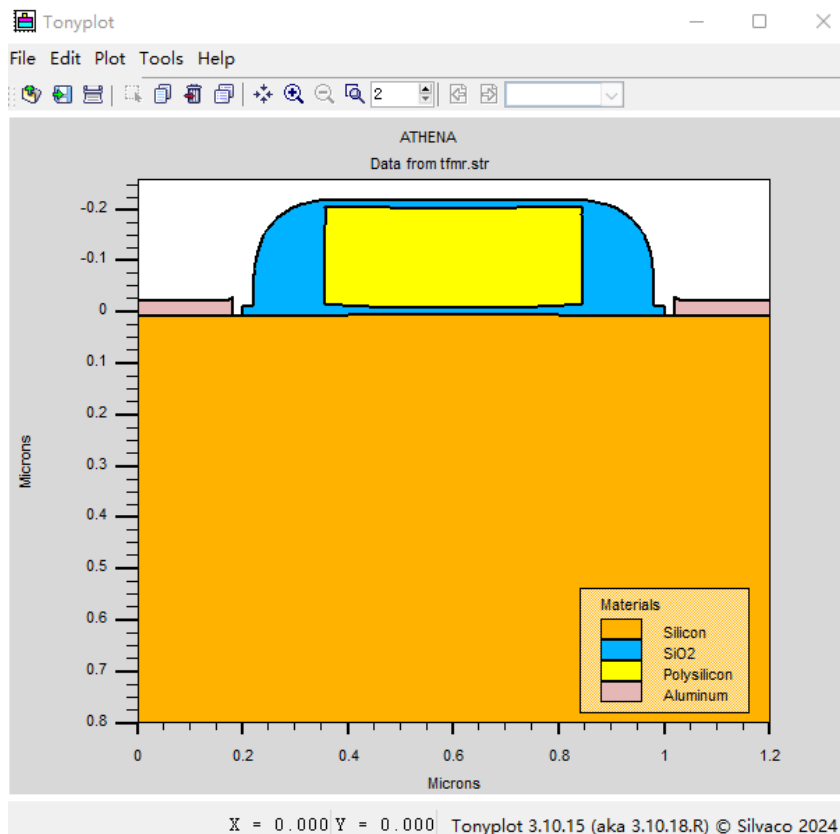 Tonyplot
File Edit Plot Tools Help
2
ATHENA
Data from tfmr.str
-0.2
-0.1
0
0.1
0.2
0.3
0.4
0.5
0.6
0.7
0.8
Microns
Materials
Silicon
SiO2
Polysilicon
Aluminum
0 0.2 0.4 0.6 0.8 1 1.2
Microns
X = 0.000 Y = 0.000 Tonyplot 3.10.15 (aka 3.10.18.R) © Silvaco 2024